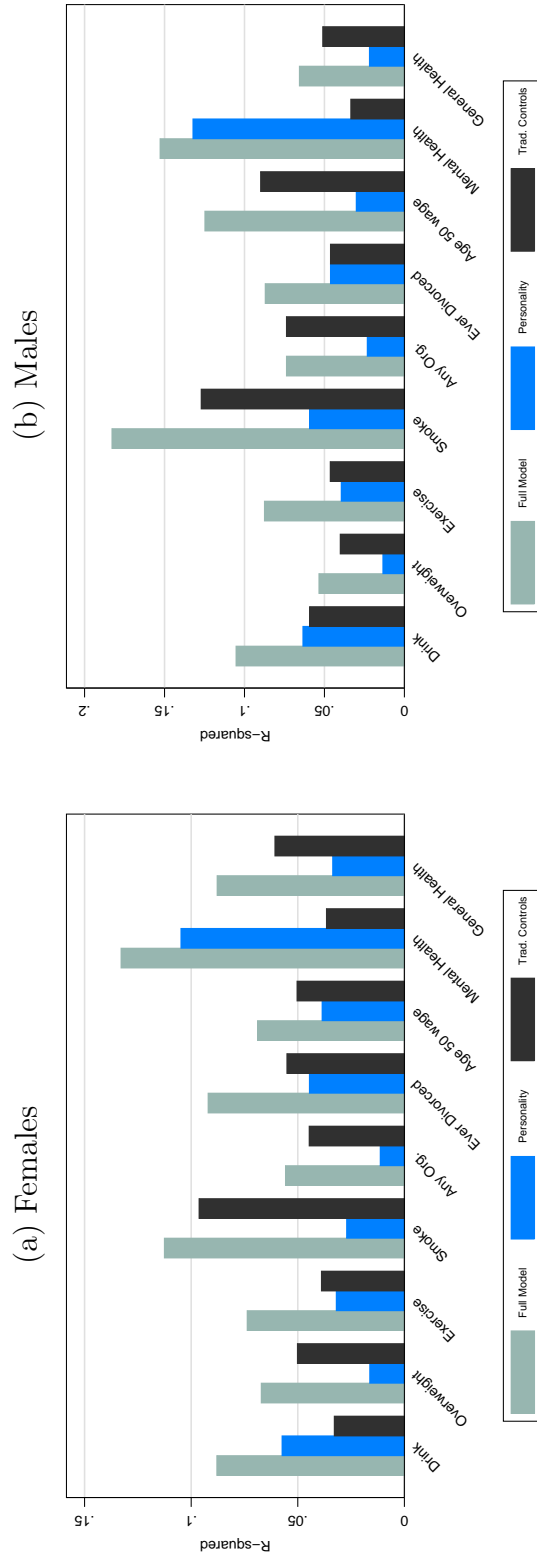 (a) Females
.15
.1
.05
0
R−squared
Drink
Overweight
Exercise
Smoke
Any Org.
Ever Divorced
Age 50 wage
Mental Health
General Health
Full Model
Personality
Trad. Controls
(b) Males
.2
.15
.1
.05
0
R−squared
Drink
Overweight
Exercise
Smoke
Any Org.
Ever Divorced
Age 50 wage
Mental Health
General Health
Full Model
Personality
Trad. Controls